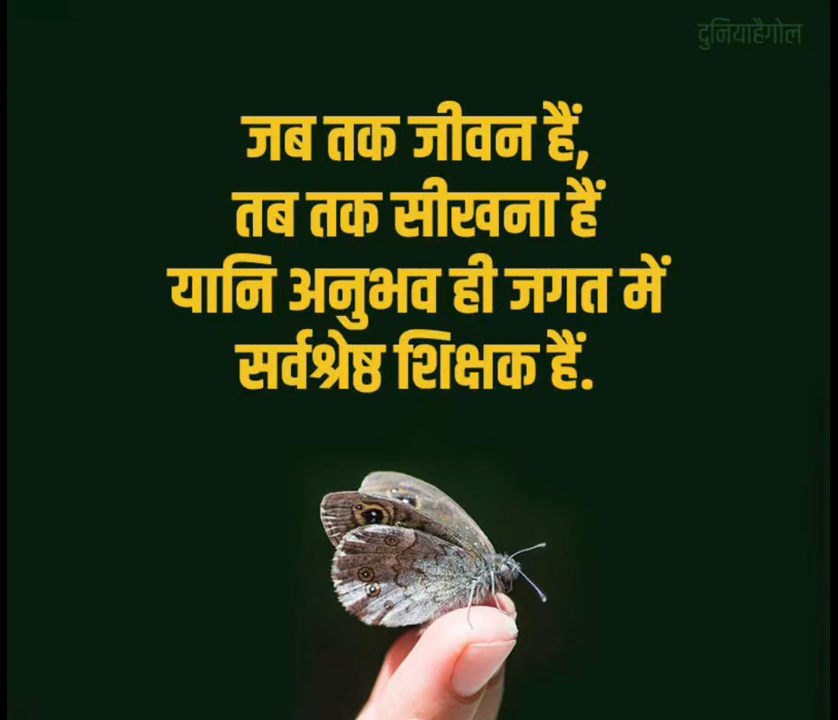 दुनियाहैगोल
जब तक जीवन हैं,
तब तक सीखना हैं
यानि अनुभव ही जगत में
सर्वश्रेष्ठ शिक्षक हैं.